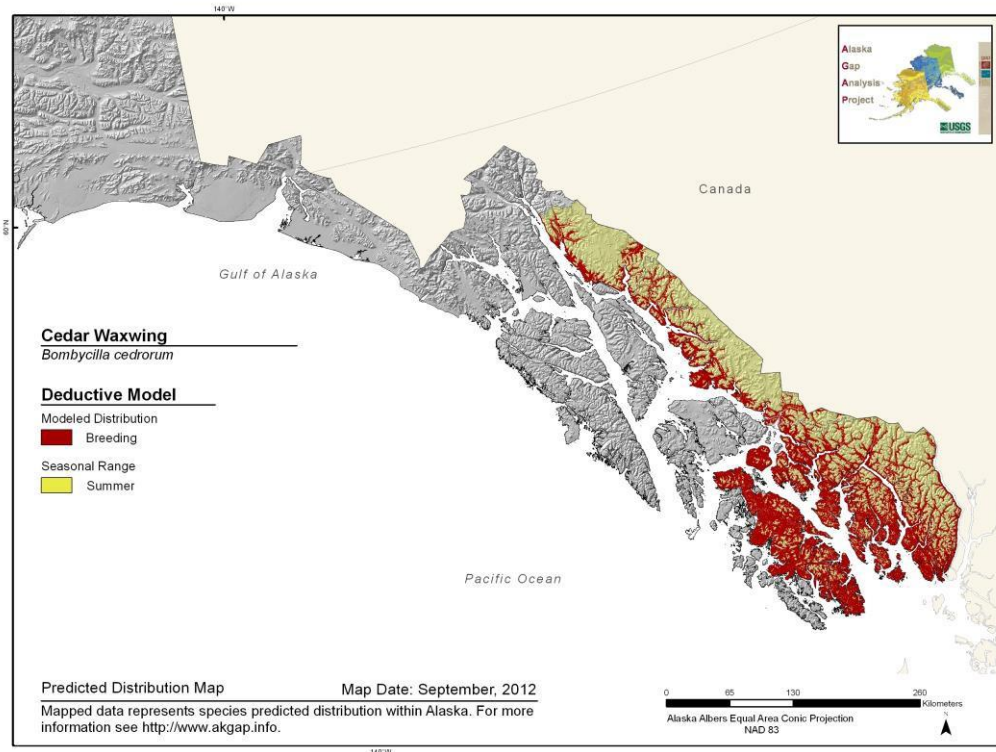 140°W
Alaska
Gap
Analysis
Project
USGS
Canada
60°N
Gulf of Alaska
Cedar Waxwing
Bombycilla cedrorum
Deductive Model
Modeled Distribution
Breeding
Seasonal Range
Summer
Pacific Ocean
Predicted Distribution Map Map Date: September, 2012
Mapped data represents species predicted distribution within Alaska. For more
information see http://www.akgap.info.
0 65 130 260
Kilometers
Alaska Albers Equal Area Conic Projection
NAD 83
N
140°W